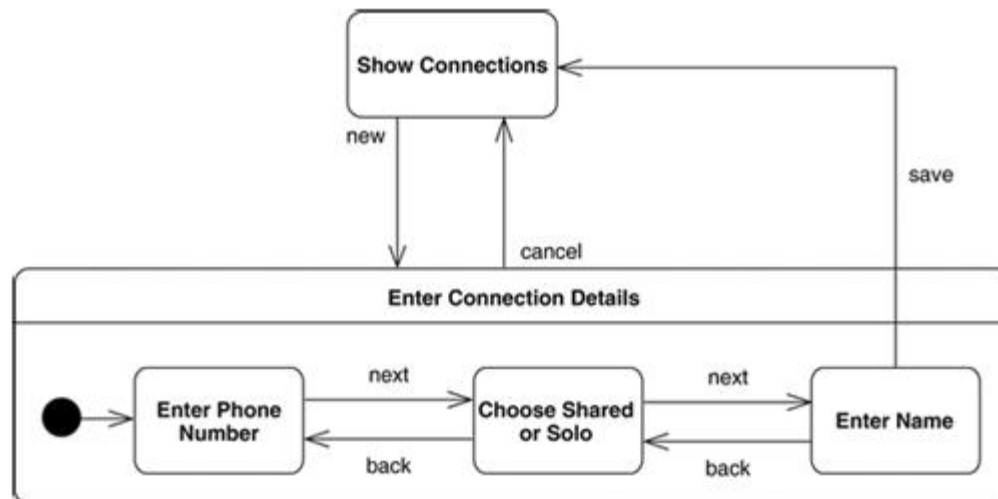 Show Connections
new
save
cancel
Enter Connection Details
next
next
Enter Phone
Number
Choose Shared
or Solo
Enter Name
back
back